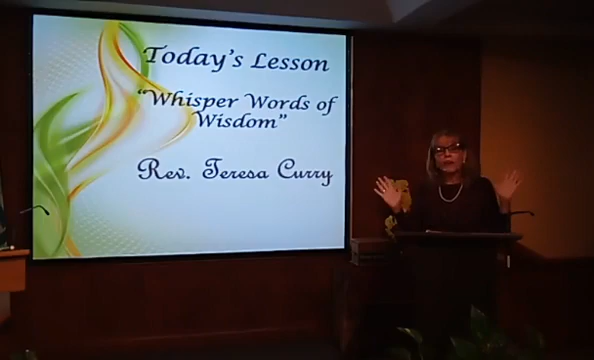 Today's Lesson
"Whisper Words of
Wisdom"
Rev. Teresa Curry